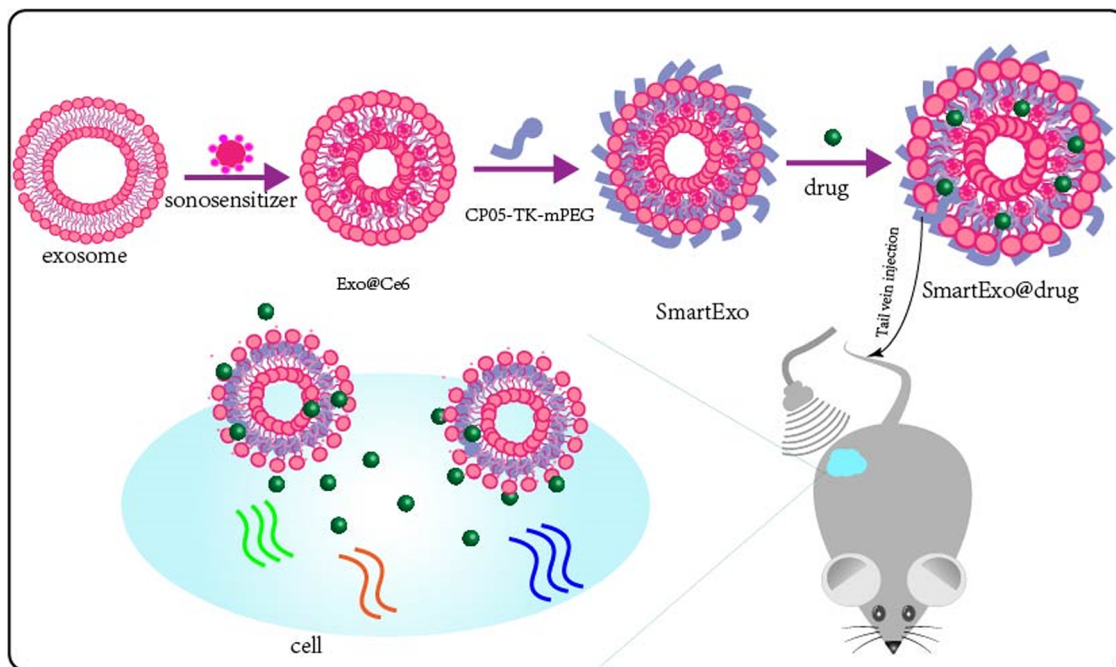 exosome
sonosensitizer
Exo@Ce6
CP05-TK-mPEG
SmartExo
drug
SmartExo@drug
Tail vein injection
cell